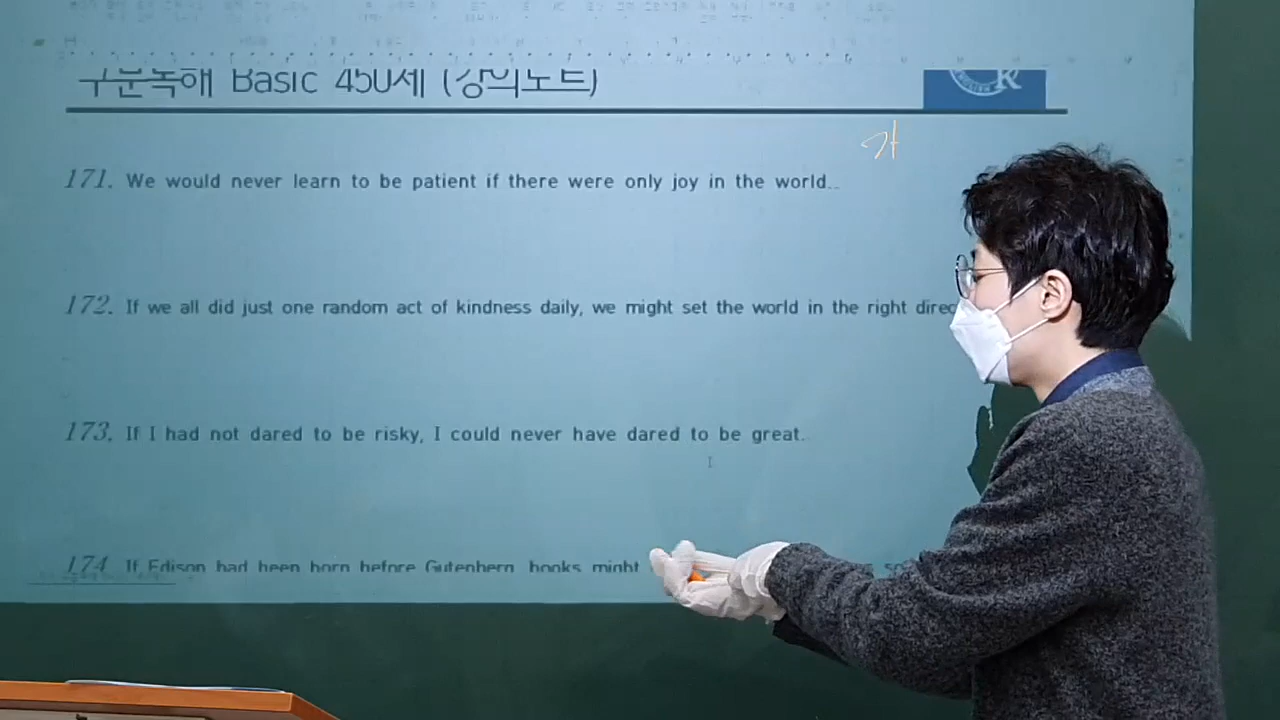 구문독해 Basic 450제 (강의노트)
K
가
171. We would never learn to be patient if there were only joy in the world..
172. If we all did just one random act of kindness daily, we might set the world in the right direc
173. If I had not dared to be risky, I could never have dared to be great.
174. If Edison had been born before Gutenberg, books might so